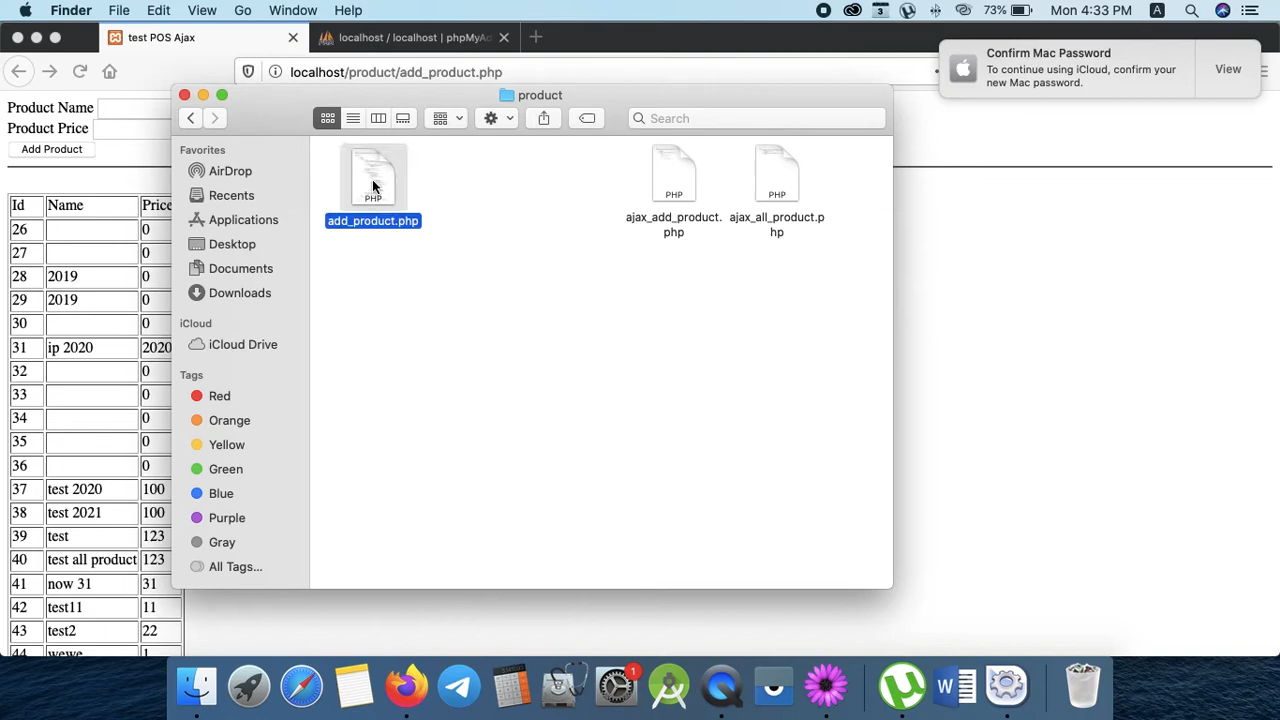 Finder File Edit View Go Window Help 3 73% Mon 4:33 PM A
test POS Ajax
localhost / localhost | phpMyAd
Confirm Mac Password
To continue using iCloud, confirm your
new Mac password.
View
localhost/product/add_product.php
Product Name
Product Price
Add Product
product
Search
Favorites
AirDrop
Recents
Applications
Desktop
Documents
Downloads
iCloud
iCloud Drive
Tags
Red
Orange
Yellow
Green
Blue
Purple
Gray
All Tags...
PHP
add_product.php
PHP
ajax_add_product.
php
PHP
ajax_all_product.p
hp
Id Name Price
26 0
27 0
28 2019 0
29 2019 0
30 0
31 ip 2020 2020
32 0
33 0
34 0
35 0
36 0
37 test 2020 100
38 test 2021 100
39 test 123
40 test all product 123
41 now 31 31
42 test11 11
43 test2 22
44 wewe 1
1
W